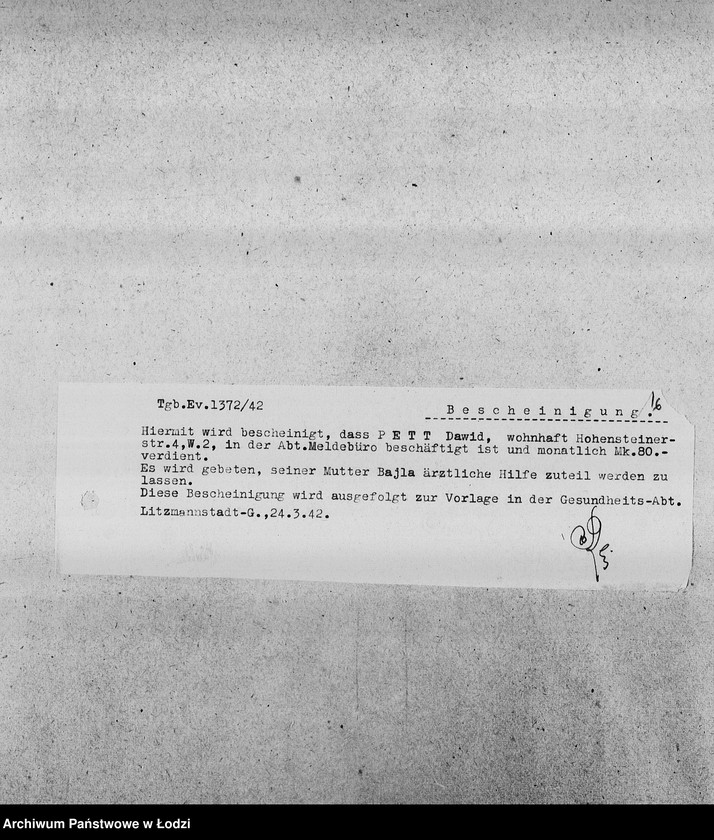 Tgb.Ev.1372/42
16
B e s c h e i n i g u n g .
Hiermit wird bescheinigt, dass P E T T Dawid, wohnhaft Hohensteiner-
str.4,W.2, in der Abt.Meldebüro beschäftigt ist und monatlich Mk.80.-
verdient.
Es wird gebeten, seiner Mutter Bajla ärztliche Hilfe zuteil werden zu
lassen.
Diese Bescheinigung wird ausgefolgt zur Vorlage in der Gesundheits-Abt.
Litzmannstadt-G.,24.3.42.
Archiwum Państwowe w Łodzi